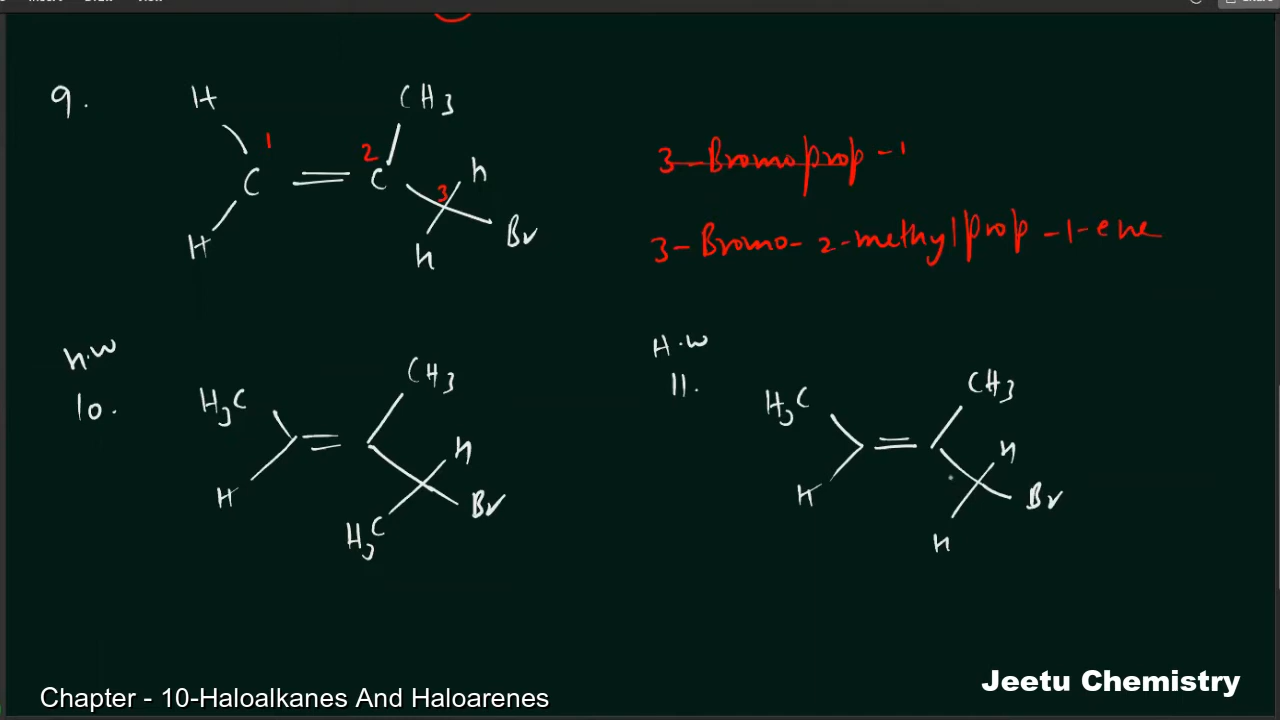 9.
H
CH3
1
2
C = C
3
H
H
Br
H
3-Bromoprop-1
3-Bromo-2-methylprop-1-ene
H.W
10.
H3C
CH3
H
H
Br
H3C
H.W
11.
H3C
CH3
H
H
Br
H
Chapter - 10-Haloalkanes And Haloarenes
Jeetu Chemistry